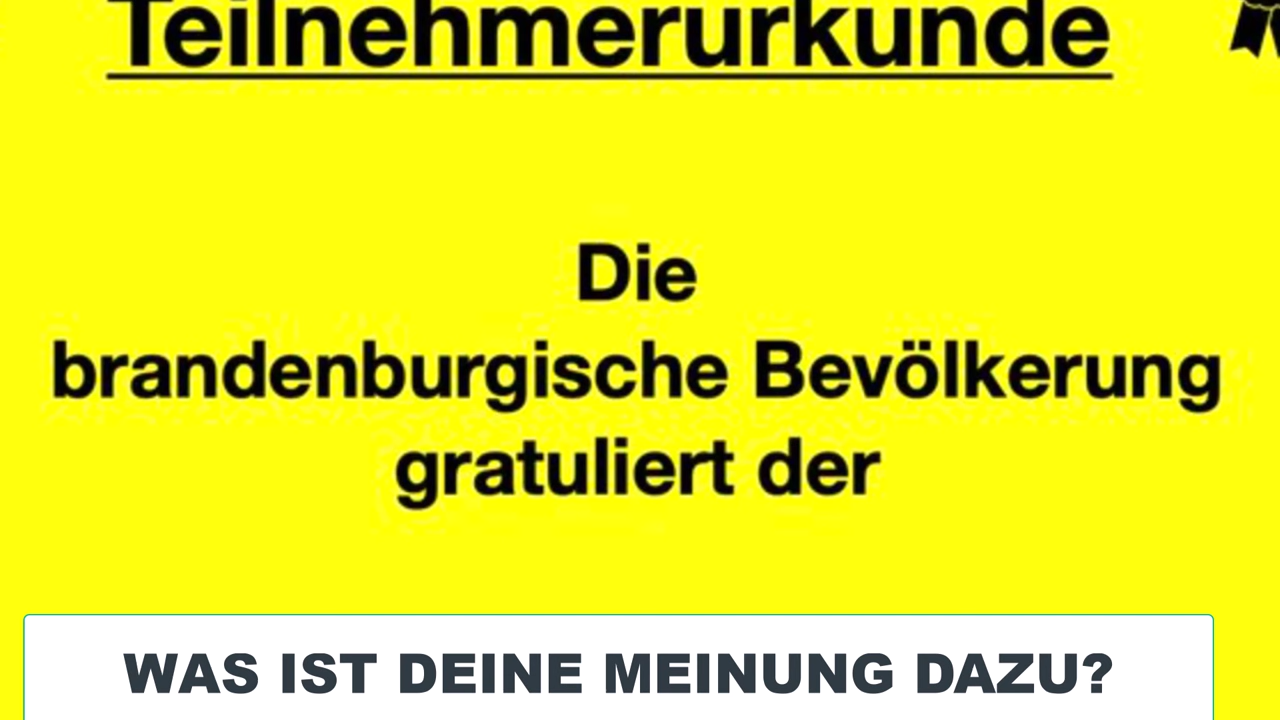 Teilnehmerurkunde
Die
brandenburgische Bevölkerung
gratuliert der
WAS IST DEINE MEINUNG DAZU?